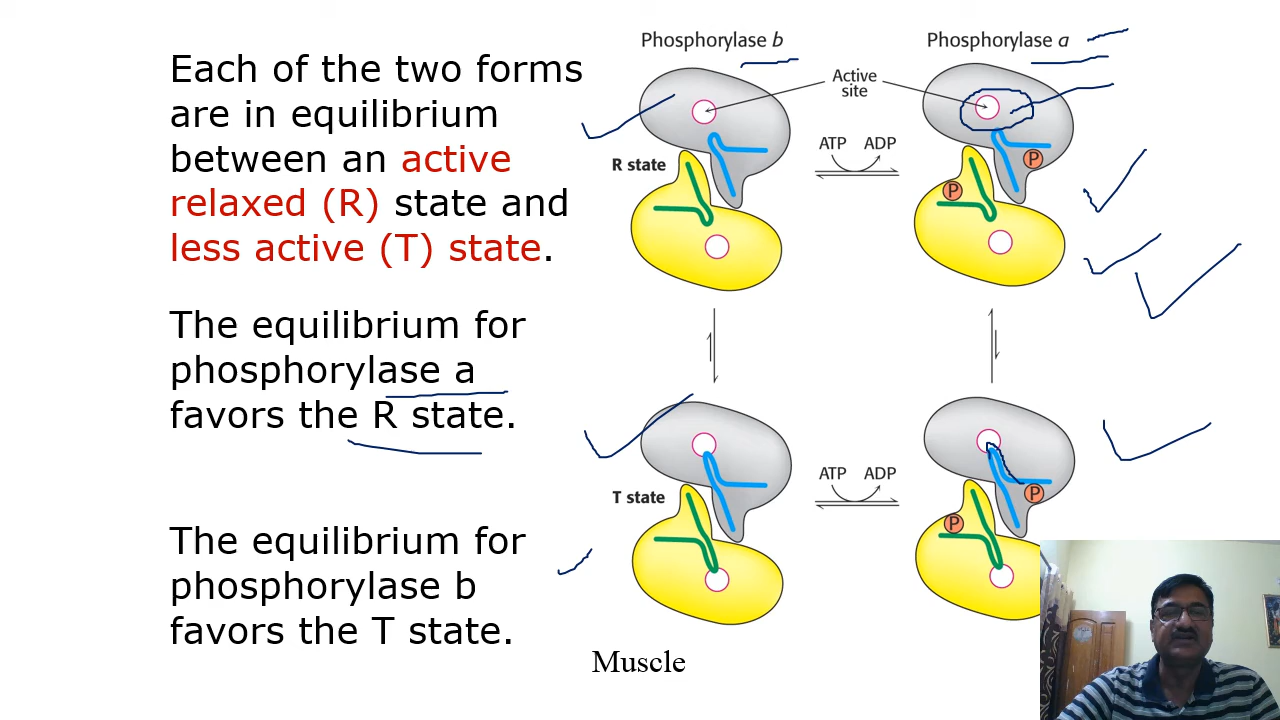 Each of the two forms
are in equilibrium
between an active
relaxed (R) state and
less active (T) state.
The equilibrium for
phosphorylase a
favors the R state.
The equilibrium for
phosphorylase b
favors the T state.
Phosphorylase b
Phosphorylase a
Active
site
R state
ATP ADP
P
P
T state
ATP ADP
P
P
Muscle